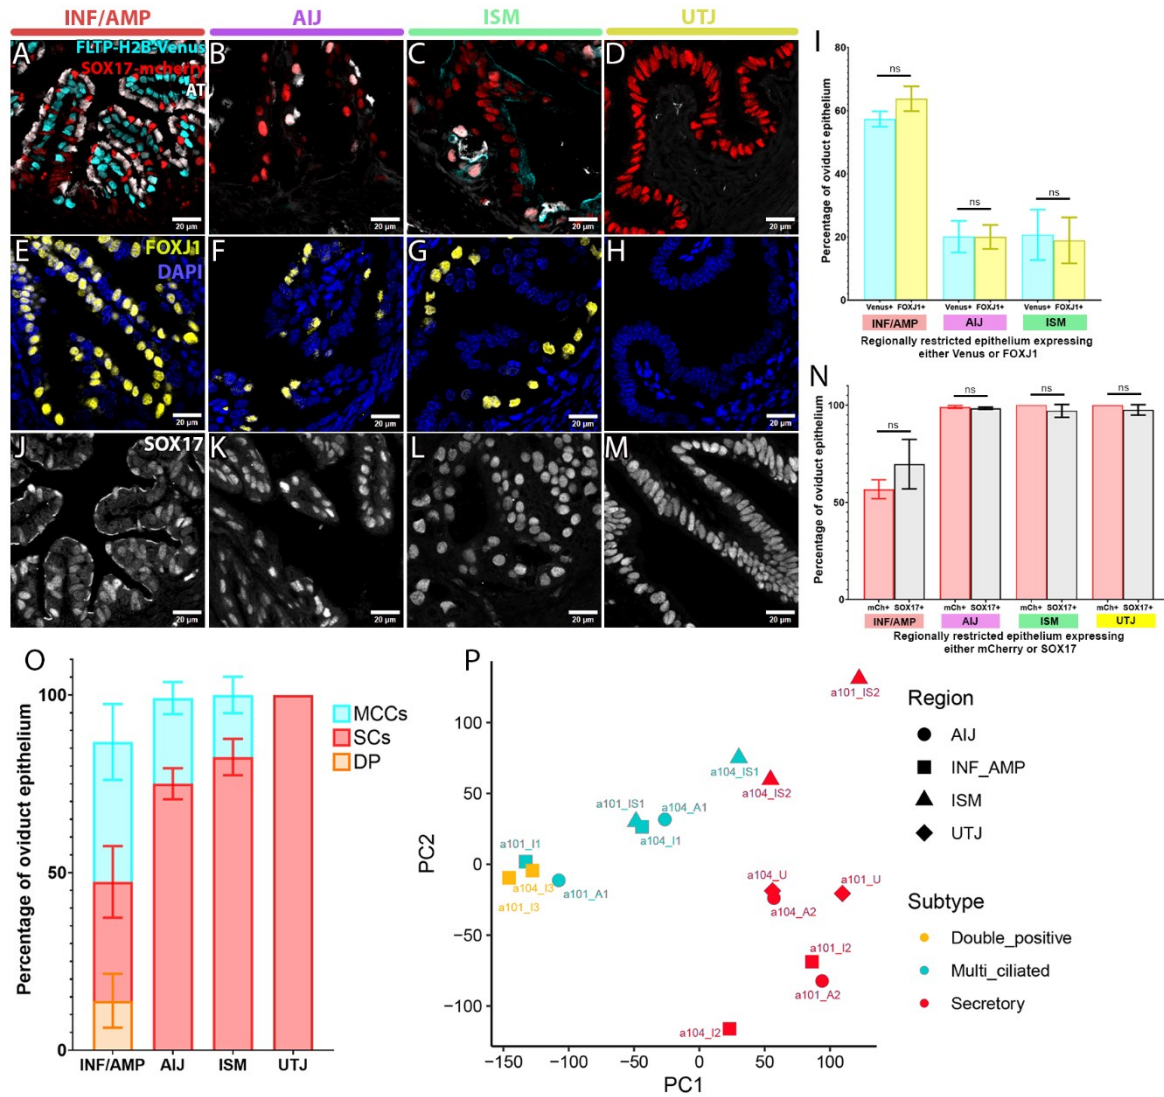 INF/AMP
AIJ
ISM
UTJ
A
FLTP-H2B-Venus
SOX17-mcherry
AT
20 µm
B
20 µm
C
20 µm
D
20 µm
E
FOXJ1
DAPI
20 µm
F
20 µm
G
20 µm
H
20 µm
J
SOX17
20 µm
K
20 µm
L
20 µm
M
20 µm
I
Percentage of oviduct epithelium
80
60
40
20
0
ns
ns
ns
Venus+ FOXJ1+
Venus+ FOXJ1+
Venus+ FOXJ1+
INF/AMP
AIJ
ISM
Regionally restricted epithelium expressing
either Venus or FOXJ1
N
Percentage of oviduct epithelium
100
50
0
ns
ns
ns
ns
mCh+ SOX17+
mCh+ SOX17+
mCh+ SOX17+
mCh+ SOX17+
INF/AMP
AIJ
ISM
UTJ
Regionally restricted epithelium expressing
either mCherry or SOX17
O
Percentage of oviduct epithelium
100
50
0
INF/AMP
AIJ
ISM
UTJ
MCCs
SCs
DP
P
PC2
100
50
0
−50
−100
−150
−100
−50
0
50
100
PC1
a101_IS2
a104_IS1
a104_IS2
a101_IS1
a104_A1
a104_I1
a101_I1
a104_I3
a101_I3
a101_A1
a104_U
a101_U
a104_A2
a101_I2
a101_A2
a104_I2
Region
AIJ
INF_AMP
ISM
UTJ
Subtype
Double_positive
Multi_ciliated
Secretory